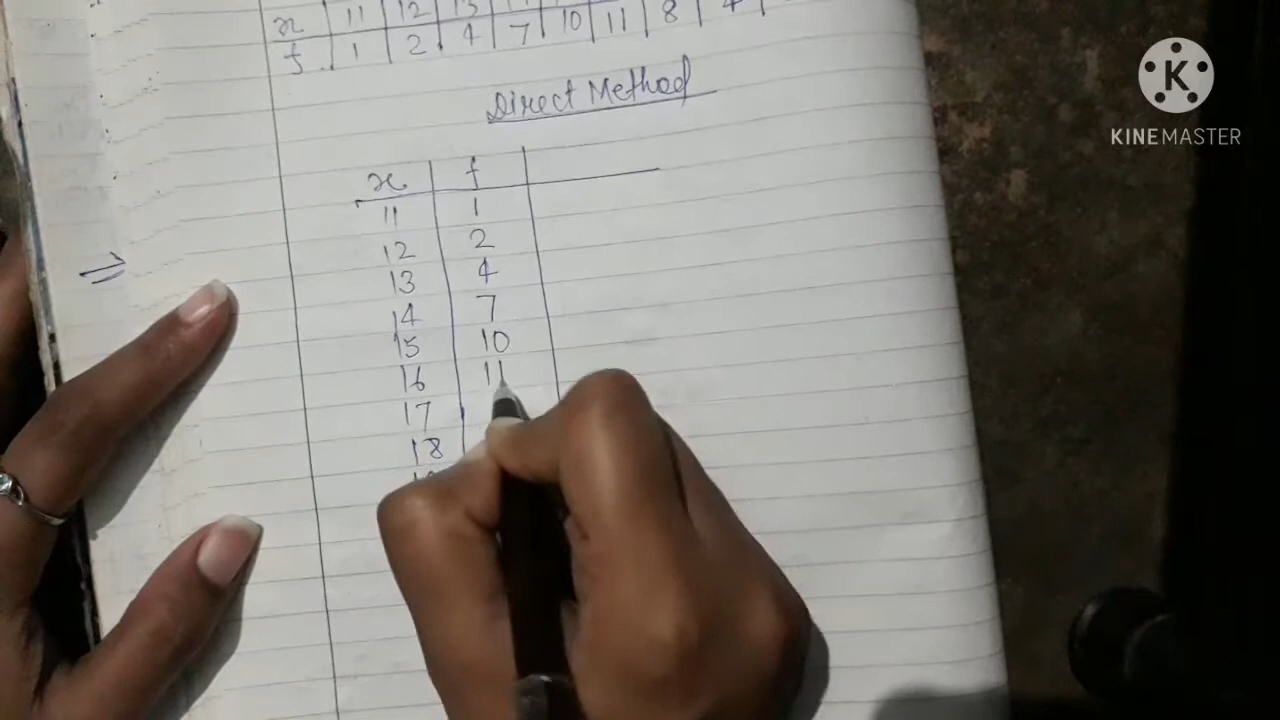 x 11 12 13 10 11 8 4
f 1 2 4 7
Direct Method
x f
11 1
12 2
13 4
14 7
15 10
16 11
17
18
⇒
K
KINEMASTER